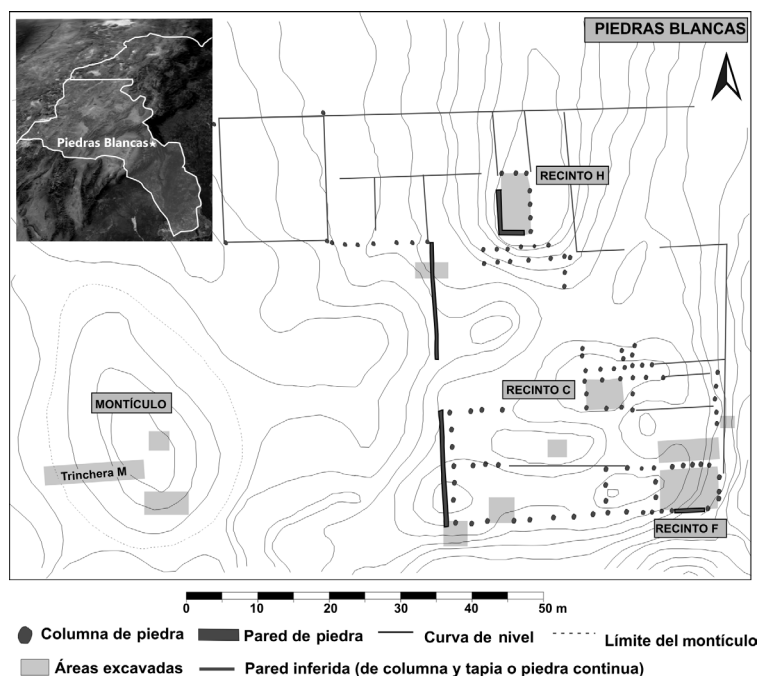 PIEDRAS BLANCAS
Piedras Blancas
RECINTO H
RECINTO C
MONTÍCULO
Trinchera M
RECINTO F
0 10 20 30 40 50 m
Columna de piedra Pared de piedra Curva de nivel Límite del montículo
Áreas excavadas Pared inferida (de columna y tapia o piedra continua)